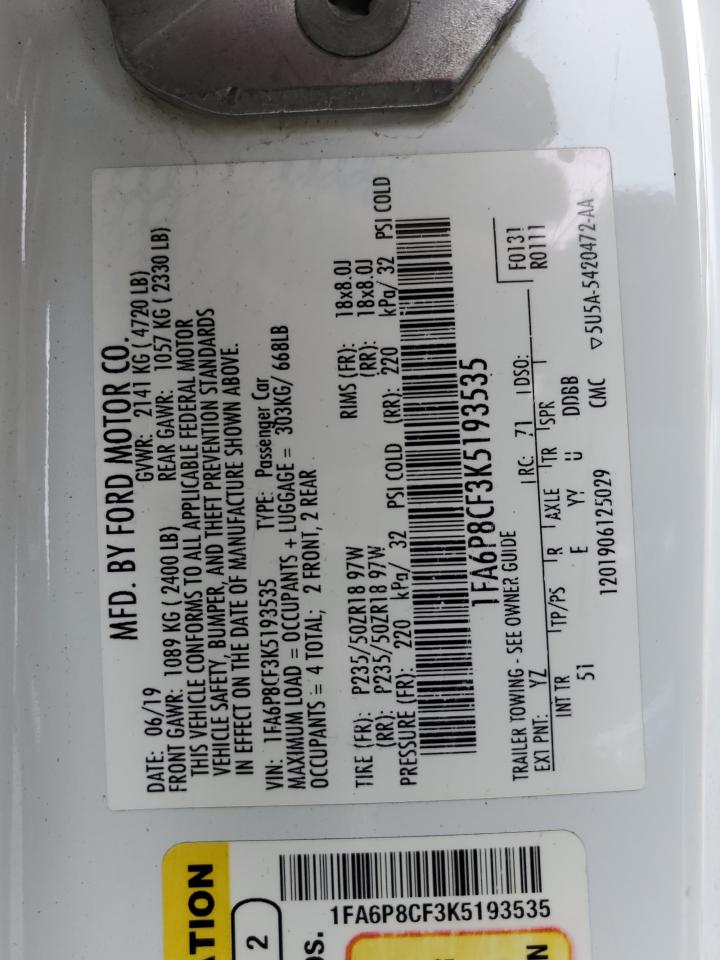 MFD. BY FORD MOTOR CO.
DATE: 06/19 GVWR: 2141 KG ( 4720 LB)
FRONT GAWR: 1089 KG ( 2400 LB) REAR GAWR: 1057 KG ( 2330 LB)
THIS VEHICLE CONFORMS TO ALL APPLICABLE FEDERAL MOTOR
VEHICLE SAFETY, BUMPER, AND THEFT PREVENTION STANDARDS
IN EFFECT ON THE DATE OF MANUFACTURE SHOWN ABOVE.
VIN: 1FA6P8CF3K5193535 TYPE: Passenger Car
MAXIMUM LOAD = OCCUPANTS + LUGGAGE = 303KG/ 668LB
OCCUPANTS = 4 TOTAL; 2 FRONT, 2 REAR
TIRE (FR): P235/50ZR18 97W RIMS (FR): 18x8.0J
(RR): P235/50ZR18 97W (RR): 18x8.0J
PRESSURE (FR): 220 kPa/ 32 PSI COLD (RR): 220 kPa/ 32 PSI COLD
1FA6P8CF3K5193535
TRAILER TOWING - SEE OWNER GUIDE
F0131
EXT PNT: YZ RC: 71 DSO: R0111
INT TR TP/PS R AXLE TR SPR
51 E YY U DDBB
1201906125029 CMC ▽5U5A-5420472-AA
TION
2
1FA6P8CF3K5193535
os.
N